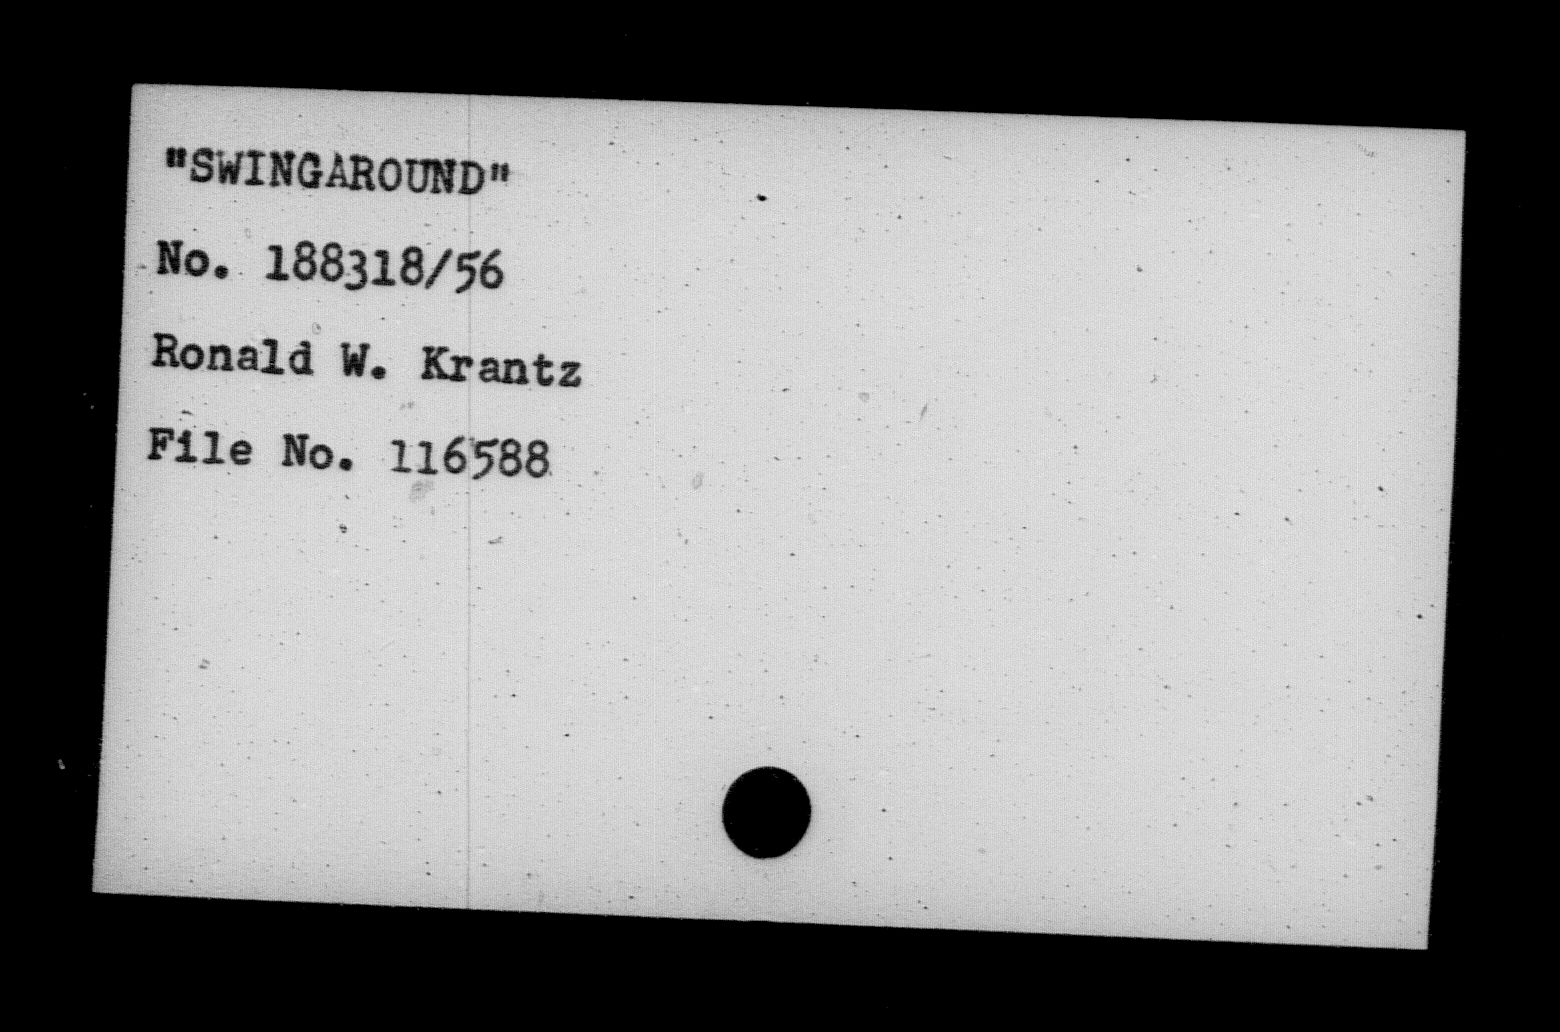 "SWINGAROUND"
No. 188318/56
Ronald W. Krantz
File No. 116588